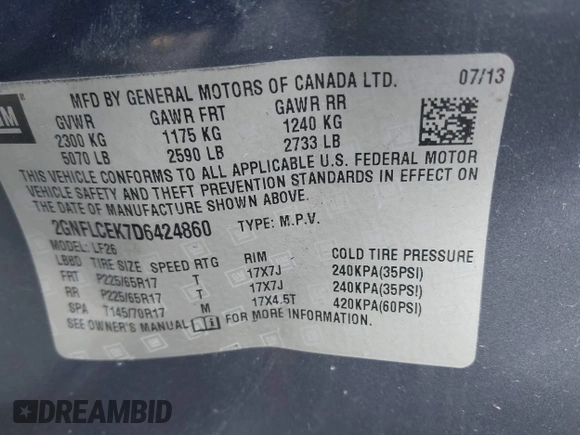 GM
MFD BY GENERAL MOTORS OF CANADA LTD. 07/13
GVWR GAWR FRT GAWR RR
2300 KG 1175 KG 1240 KG
5070 LB 2590 LB 2733 LB
THIS VEHICLE CONFORMS TO ALL APPLICABLE U.S. FEDERAL MOTOR
VEHICLE SAFETY AND THEFT PREVENTION STANDARDS IN EFFECT
ON THE DATE OF MANUFACTURE SHOWN ABOVE.
2GNFLCEK7D6424860 TYPE: M.P.V.
MODEL: LF26
LBBD TIRE SIZE SPEED RTG RIM COLD TIRE PRESSURE
FRT P225/65R17 T 17X7J 240KPA(35PSI)
RR P225/65R17 T 17X7J 240KPA(35PSI)
SPA T145/70R17 M 17X4.5T 420KPA(60PSI)
SEE OWNER'S MANUAL FOR MORE INFORMATION.
DREAMBID